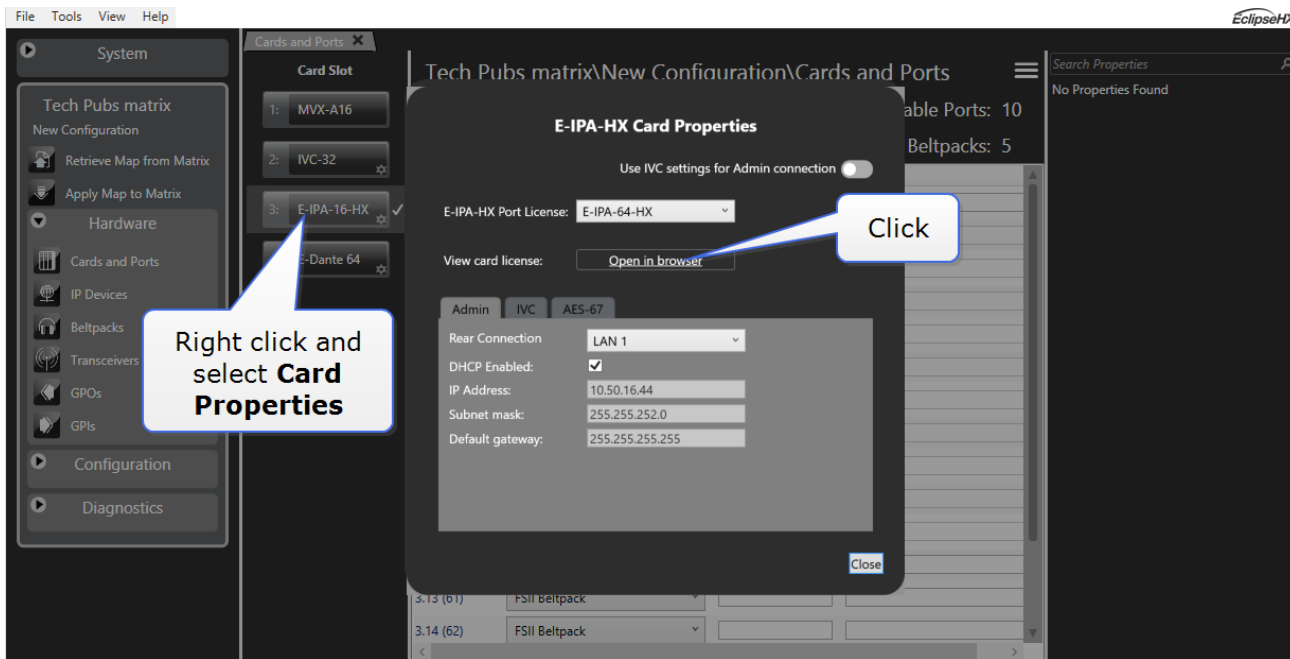 File Tools View Help
EclipseHX
System
Tech Pubs matrix
New Configuration
Retrieve Map from Matrix
Apply Map to Matrix
Hardware
Cards and Ports
IP Devices
Beltpacks
Transceivers
GPOs
GPIs
Configuration
Diagnostics
Cards and Ports
Card Slot
1: MVX-A16
2: IVC-32
3: E-IPA-16-HX
E-Dante 64
Right click and
select Card
Properties
Tech Pubs matrix\New Configuration\Cards and Ports
able Ports: 10
Beltpacks: 5
E-IPA-HX Card Properties
Use IVC settings for Admin connection
E-IPA-HX Port License: E-IPA-64-HX
View card license: Open in browser
Click
Admin IVC AES-67
Rear Connection LAN 1
DHCP Enabled:
IP Address: 10.50.16.44
Subnet mask: 255.255.252.0
Default gateway: 255.255.255.255
Close
3.13 (61) FSII Beltpack
3.14 (62) FSII Beltpack
Search Properties
No Properties Found